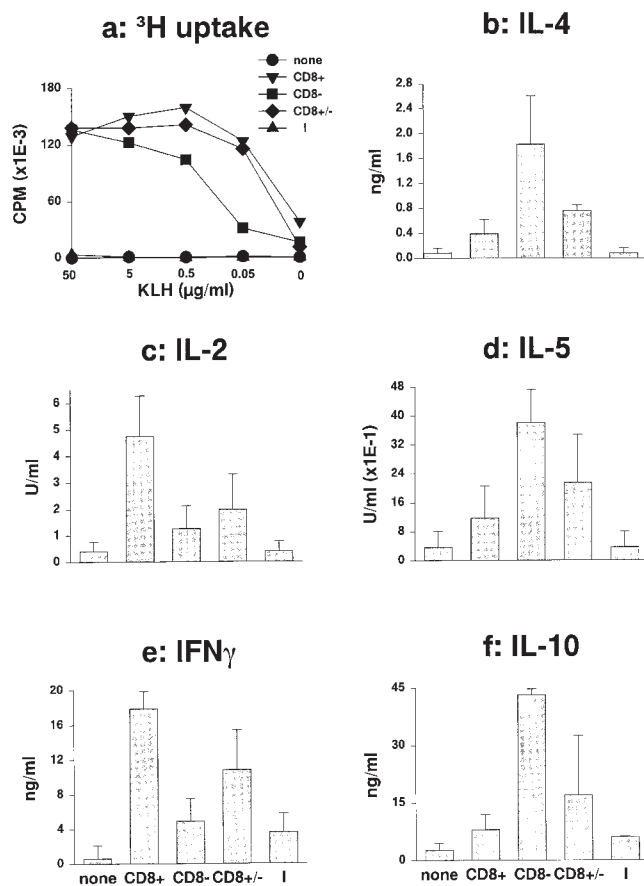 a: ³H uptake
none
CD8+
CD8-
CD8+/-
I
CPM (x1E-3)
180
120
60
0
50 5 0.5 0.05 0
KLH (µg/ml)
b: IL-4
ng/ml
2.8
2.4
2.0
1.6
1.2
0.8
0.4
0.0
c: IL-2
U/ml
6
5
4
3
2
1
0
d: IL-5
U/ml (x1E-1)
48
36
24
12
0
e: IFNγ
ng/ml
20
16
12
8
4
0
none CD8+ CD8- CD8+/- I
f: IL-10
ng/ml
45
30
15
0
none CD8+ CD8- CD8+/- I